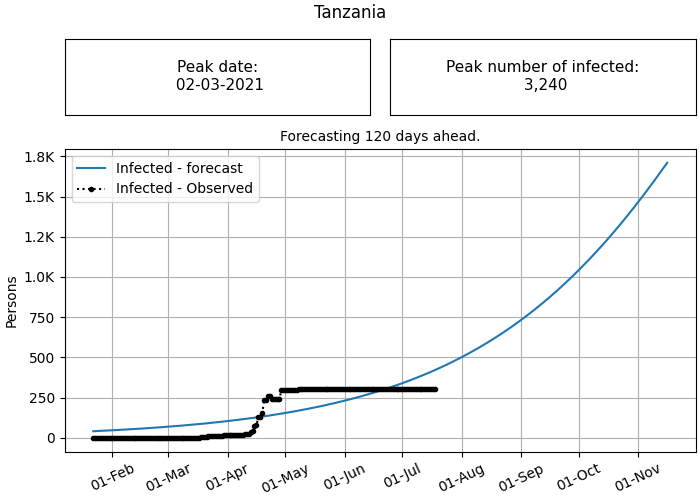 Tanzania
Peak date:
02-03-2021
Peak number of infected:
3,240
Forecasting 120 days ahead.
Infected - forecast
Infected - Observed
1.8K
1.5K
1.2K
1.0K
750
500
250
0
Persons
01-Feb
01-Mar
01-Apr
01-May
01-Jun
01-Jul
01-Aug
01-Sep
01-Oct
01-Nov